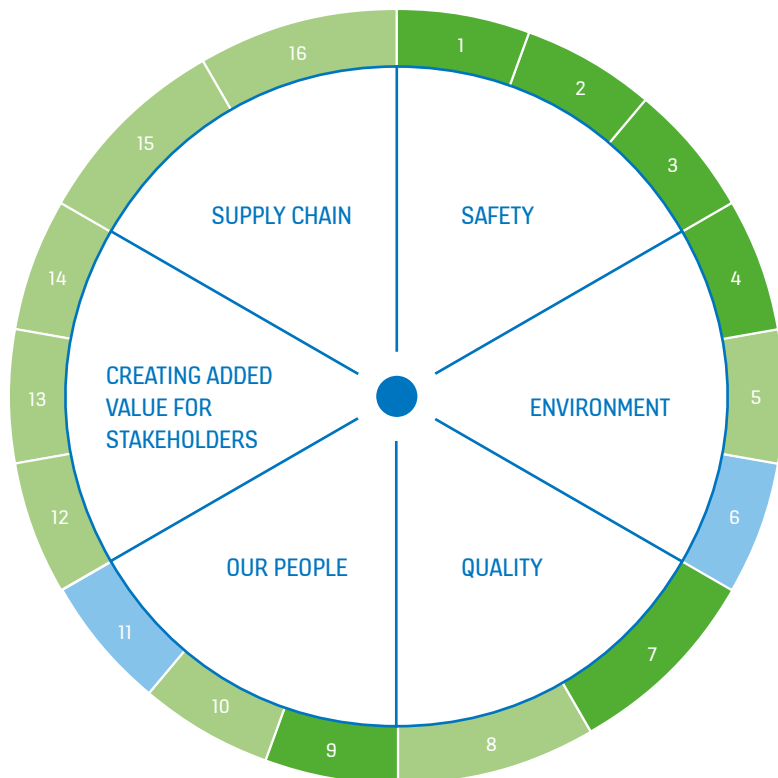 16
1
2
15
3
SUPPLY CHAIN
SAFETY
14
4
CREATING ADDED
VALUE FOR
STAKEHOLDERS
13
5
ENVIRONMENT
12
6
OUR PEOPLE
QUALITY
11
7
10
9
8